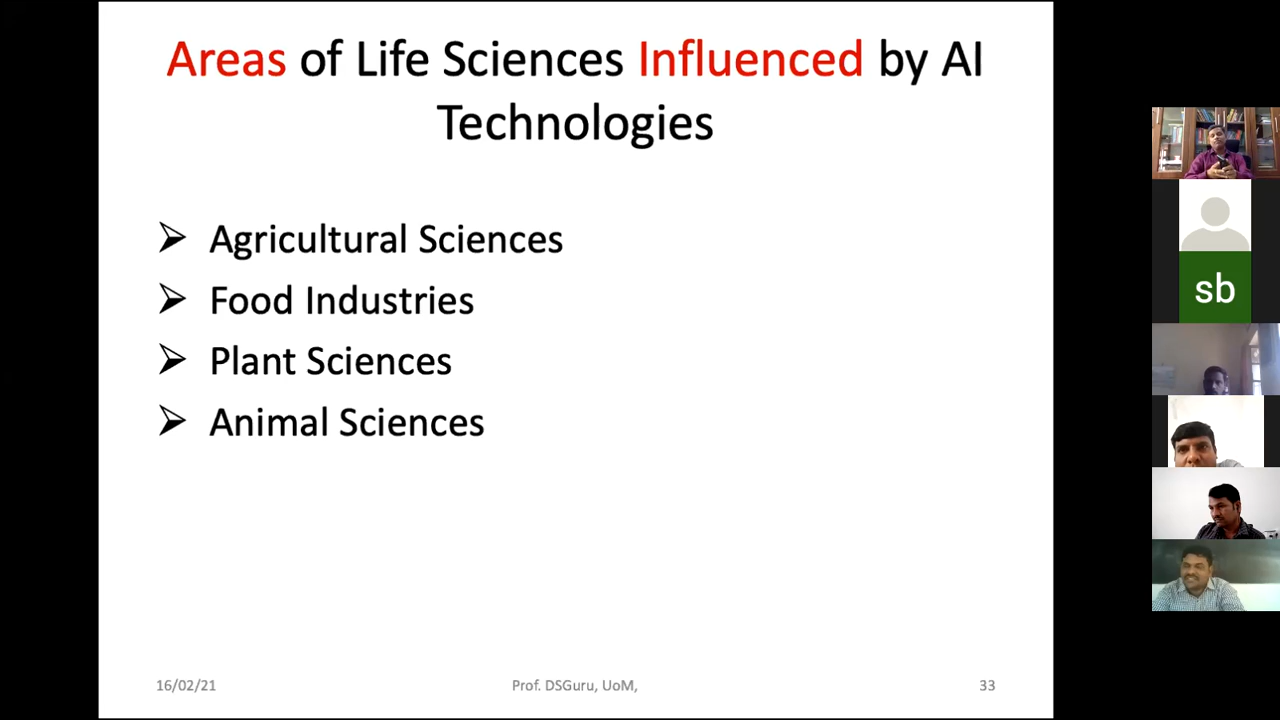 Areas of Life Sciences Influenced by AI
Technologies
➢ Agricultural Sciences
➢ Food Industries
➢ Plant Sciences
➢ Animal Sciences
16/02/21
Prof. DSGuru, UoM,
33
sb